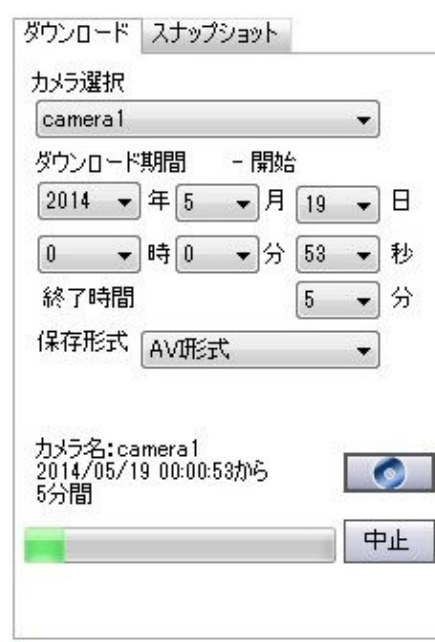 ダウンロード スナップショット
カメラ選択
camera1
ダウンロード期間 - 開始
2014 年 5 月 19 日
0 時 0 分 53 秒
終了時間 5 分
保存形式 AVI形式
カメラ名:camera1
2014/05/19 00:00:53から
5分間
中止